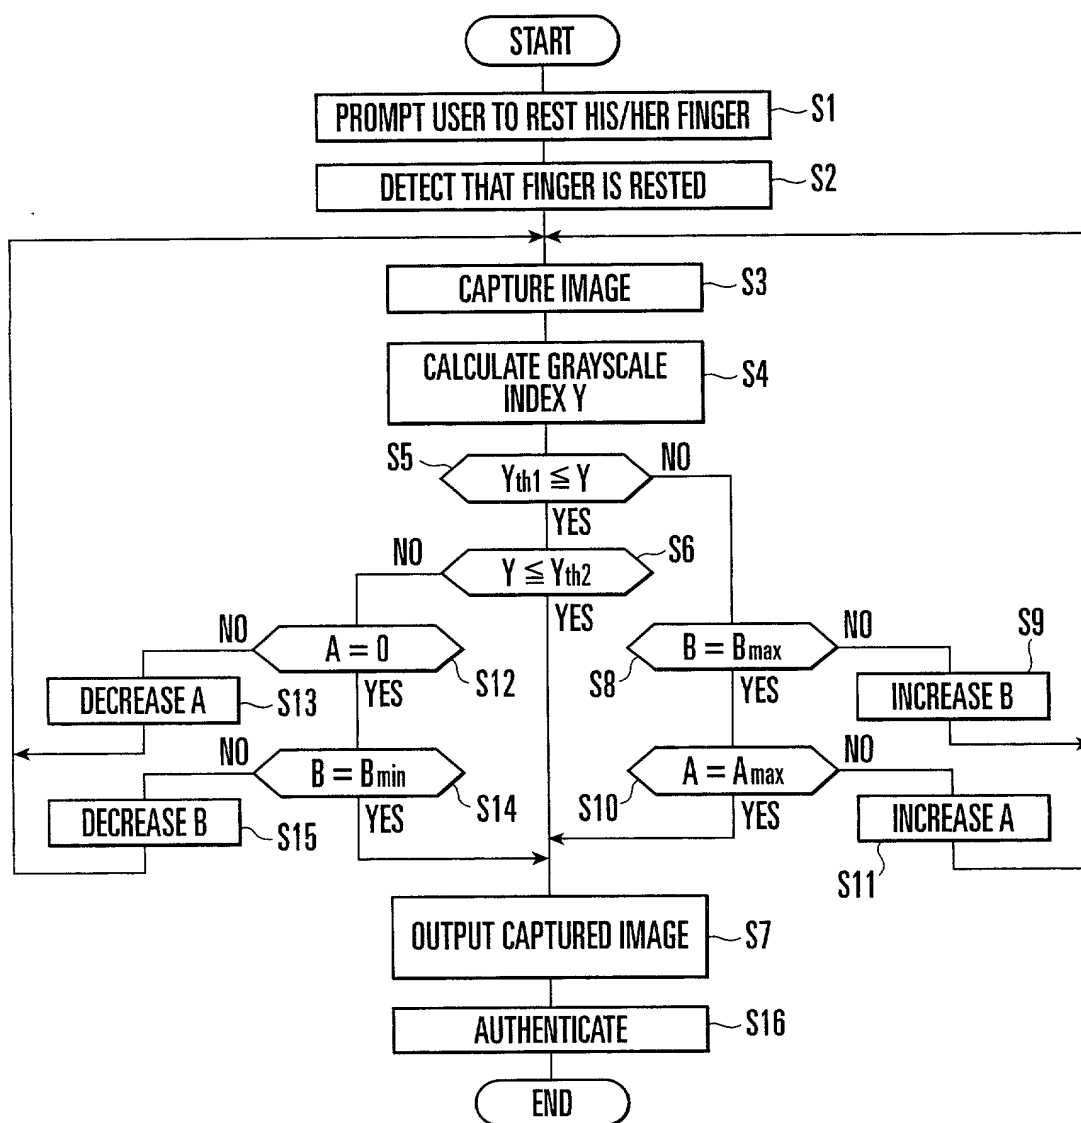 START
PROMPT USER TO REST HIS/HER FINGER
S1
DETECT THAT FINGER IS RESTED
S2
CAPTURE IMAGE
S3
CALCULATE GRAYSCALE
INDEX Y
S4
S5
Yth1 ≦ Y
NO
YES
NO
Y ≦ Yth2
S6
YES
NO
A = 0
S12
YES
DECREASE A
S13
B = Bmax
S8
NO
S9
YES
INCREASE B
NO
B = Bmin
S14
YES
DECREASE B
S15
A = Amax
S10
NO
YES
INCREASE A
S11
OUTPUT CAPTURED IMAGE
S7
AUTHENTICATE
S16
END